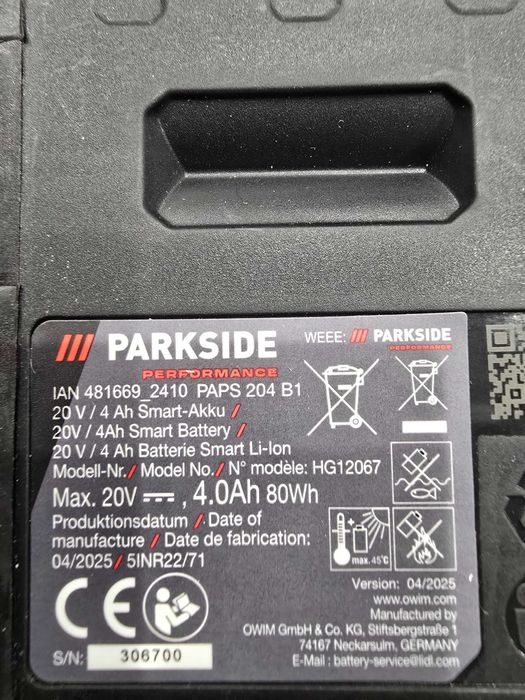 /// PARKSIDE
PERFORMANCE
WEEE: /// PARKSIDE
PERFORMANCE
IAN 481669_2410 PAPS 204 B1
20 V / 4 Ah Smart-Akku /
20V / 4Ah Smart Battery /
20 V / 4 Ah Batterie Smart Li-Ion
Modell-Nr./ Model No./ N° modèle: HG12067
Max. 20V ⎓ , 4.0Ah 80Wh
Produktionsdatum / Date of
manufacture / Date de fabrication:
04/2025 / 5INR22/71
max. 45°C
CE
S/N: 306700
Version: 04/2025
www.owim.com
Manufactured by
OWIM GmbH & Co. KG, Stiftsbergstraße 1
74167 Neckarsulm, GERMANY
E-Mail : battery-service@lidl.com